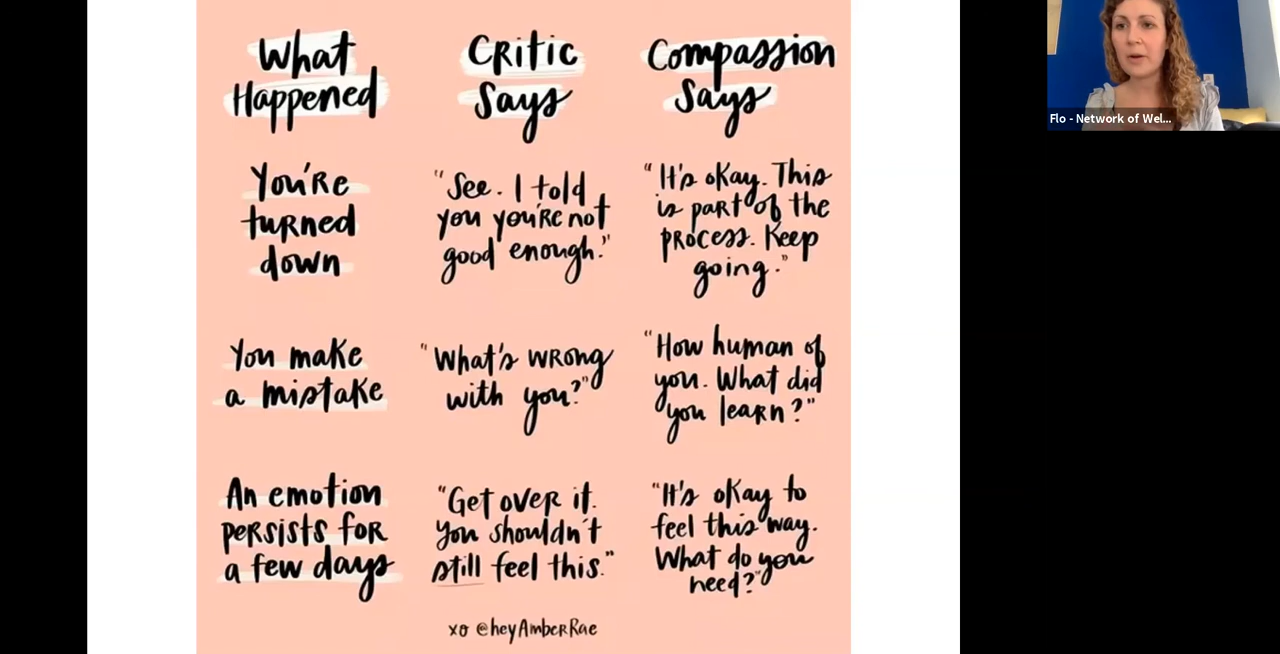 What
Happened
Critic
Says
Compassion
Says
You're
turned
down
"See. I told
you you're not
good enough."
"It's okay. This
is part of the
process. Keep
going."
You make
a mistake
"What's wrong
with you?"
"How human of
you. What did
you learn?"
An emotion
persists for
a few days
"Get over it.
You shouldn't
still feel this."
"It's okay to
feel this way.
What do you
need?"
xo @heyAmberRae
Flo - Network of Wel...